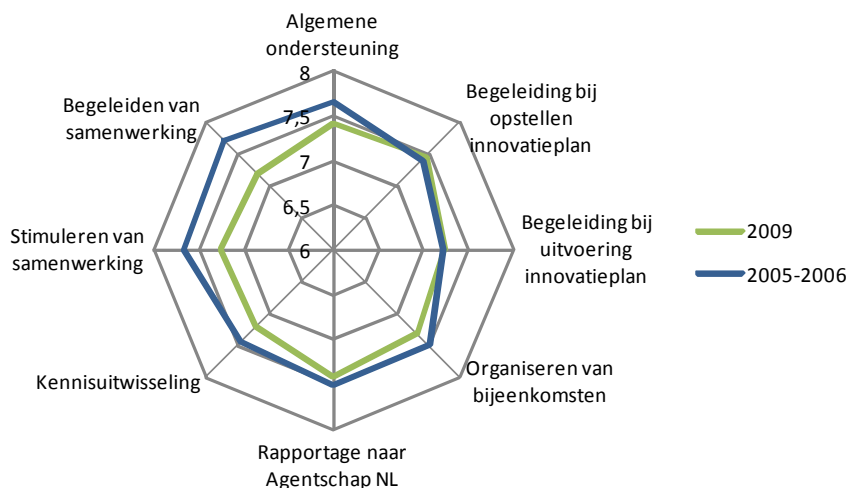 Algemene
ondersteuning
8
7,5
7
6,5
6
Begeleiding bij
opstellen
innovatieplan
Begeleiding bij
uitvoering
innovatieplan
Organiseren van
bijeenkomsten
Rapportage naar
Agentschap NL
Kennisuitwisseling
Stimuleren van
samenwerking
Begeleiden van
samenwerking
2009
2005-2006